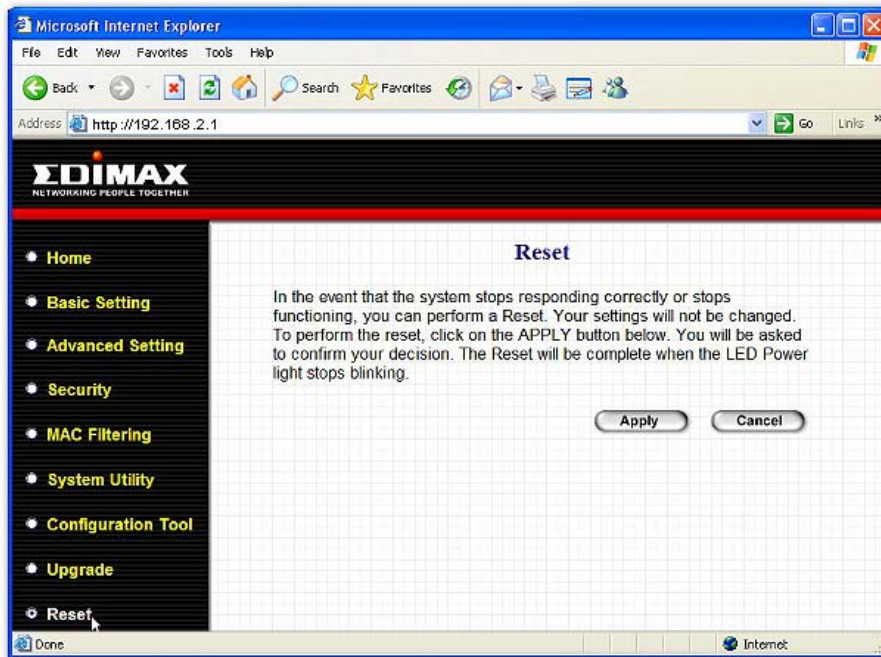 Microsoft Internet Explorer
File Edit View Favorites Tools Help
Back Search Favorites
Address http://192.168.2.1 Go Links »
EDIMAX
NETWORKING PEOPLE TOGETHER
Home
Basic Setting
Advanced Setting
Security
MAC Filtering
System Utility
Configuration Tool
Upgrade
Reset
Reset
In the event that the system stops responding correctly or stops
functioning, you can perform a Reset. Your settings will not be changed.
To perform the reset, click on the APPLY button below. You will be asked
to confirm your decision. The Reset will be complete when the LED Power
light stops blinking.
Apply Cancel
Done Internet